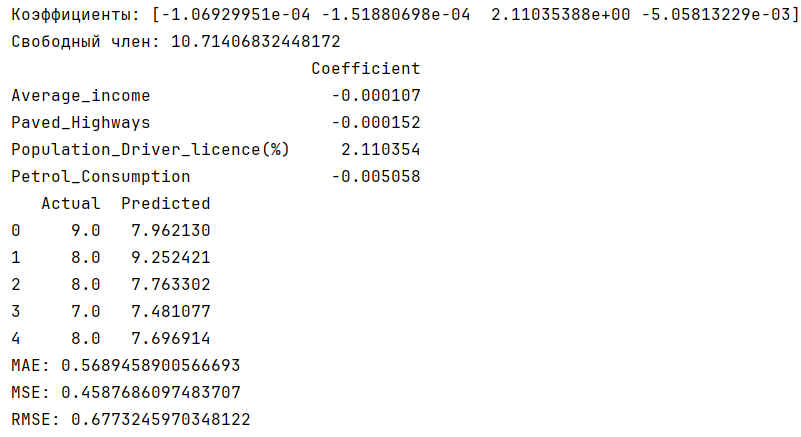 Коэффициенты: [-1.06929951e-04 -1.51880698e-04  2.11035388e+00 -5.05813229e-03]
Свободный член: 10.71406832448172
                              Coefficient
Average_income                  -0.000107
Paved_Highways                  -0.000152
Population_Driver_licence(%)     2.110354
Petrol_Consumption              -0.005058
   Actual  Predicted
0     9.0   7.962130
1     8.0   9.252421
2     8.0   7.763302
3     7.0   7.481077
4     8.0   7.696914
MAE: 0.5689458900566693
MSE: 0.4587686097483707
RMSE: 0.6773245970348122